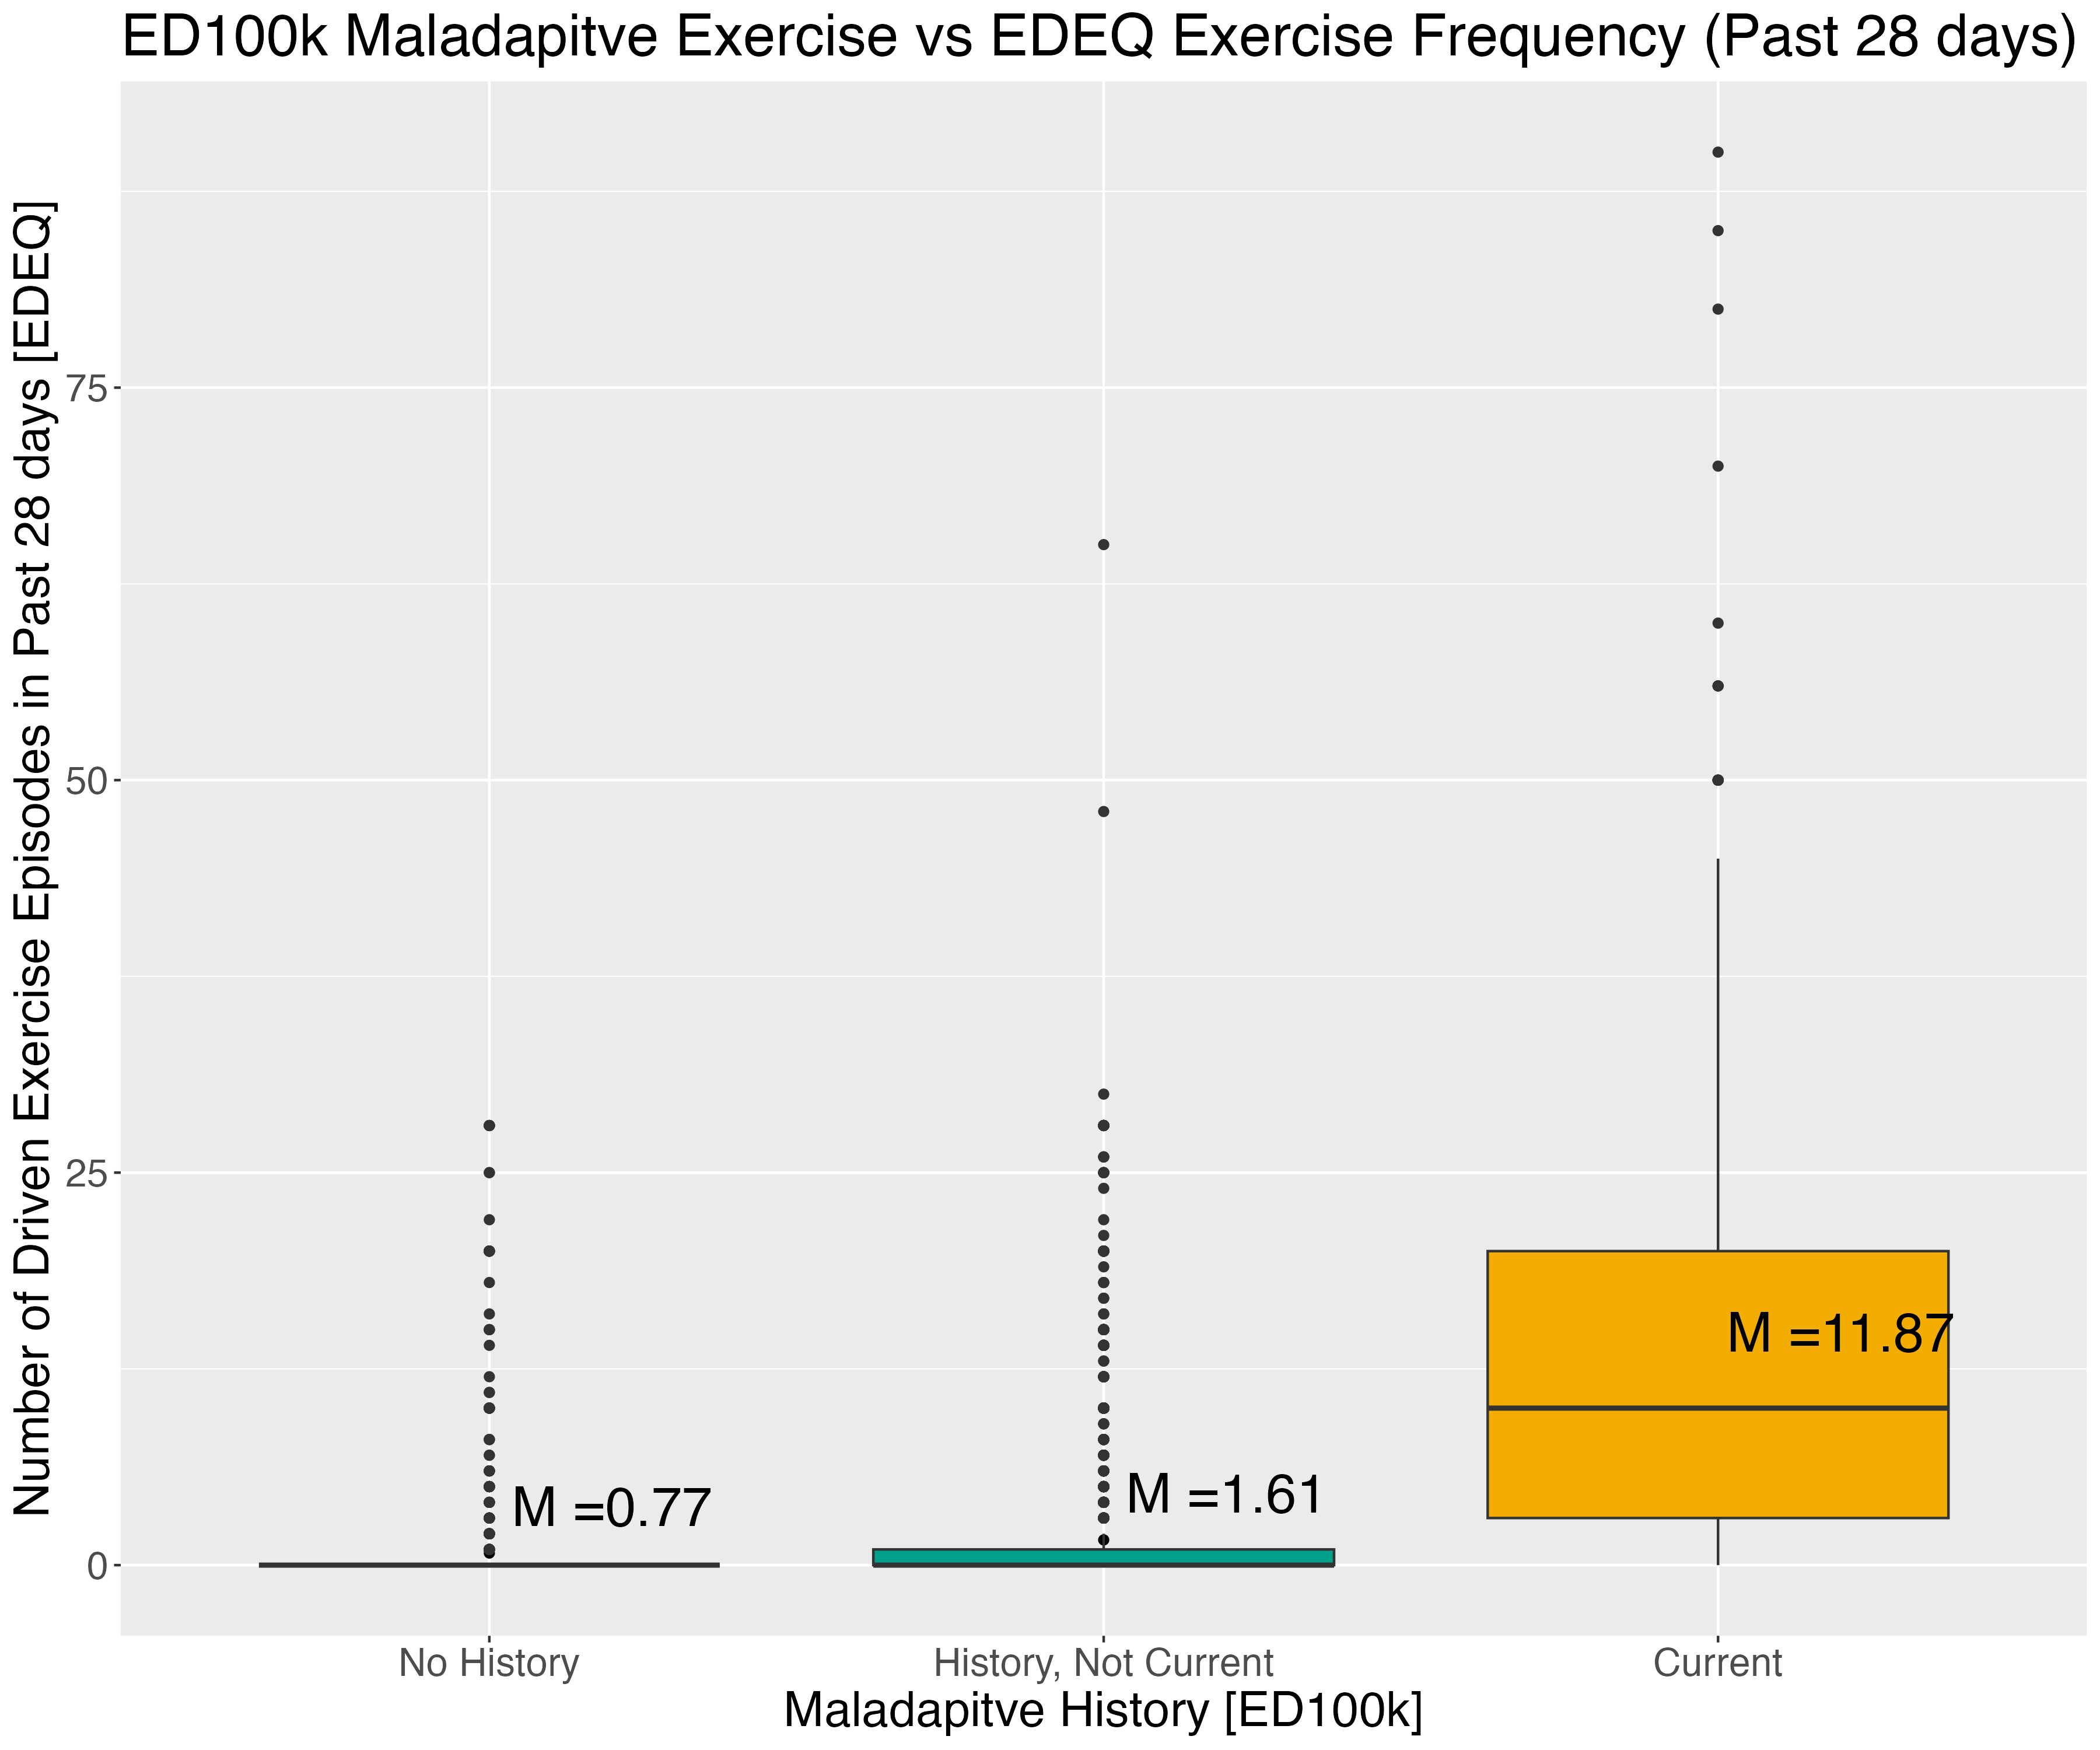 ED100k Maladapitve Exercise vs EDEQ Exercise Frequency (Past 28 days)
Number of Driven Exercise Episodes in Past 28 days [EDEQ]
75
50
25
0
M =0.77
M =1.61
M =11.87
No History
History, Not Current
Current
Maladapitve History [ED100k]